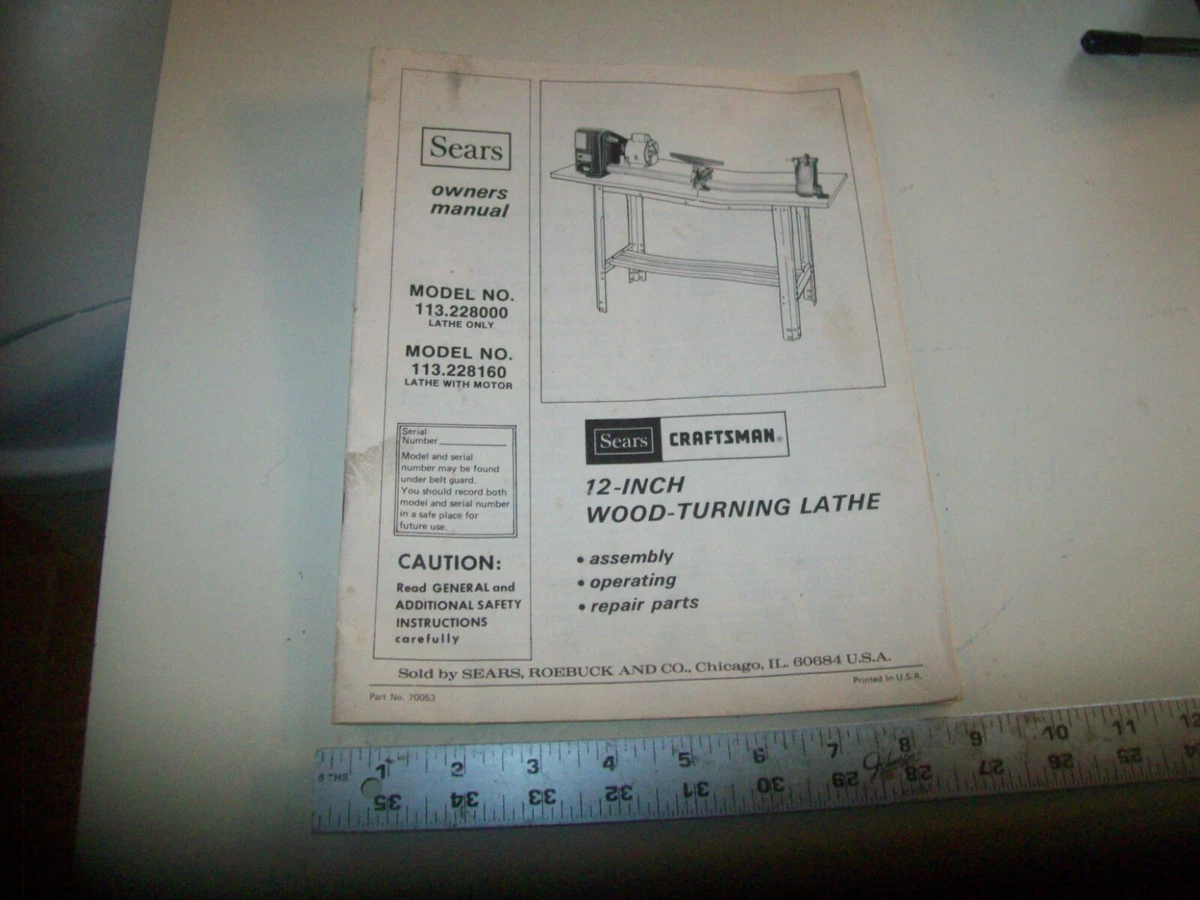 Sears
owners
manual
MODEL NO.
113.228000
LATHE ONLY
MODEL NO.
113.228160
LATHE WITH MOTOR
Serial
Number
Model and serial
number may be found
under belt guard.
You should record both
model and serial number
in a safe place for
future use.
CAUTION:
Read GENERAL and
ADDITIONAL SAFETY
INSTRUCTIONS
carefully
Sears CRAFTSMAN®
12-INCH
WOOD-TURNING LATHE
• assembly
• operating
• repair parts
Sold by SEARS, ROEBUCK AND CO., Chicago, IL. 60684 U.S.A.
Part No. 70053
Printed in U.S.A.
8 THS 1 2 3 4 5 6 7 8 9 10 11 12
35 34 33 32 31 30 29 28 27 26 25 24